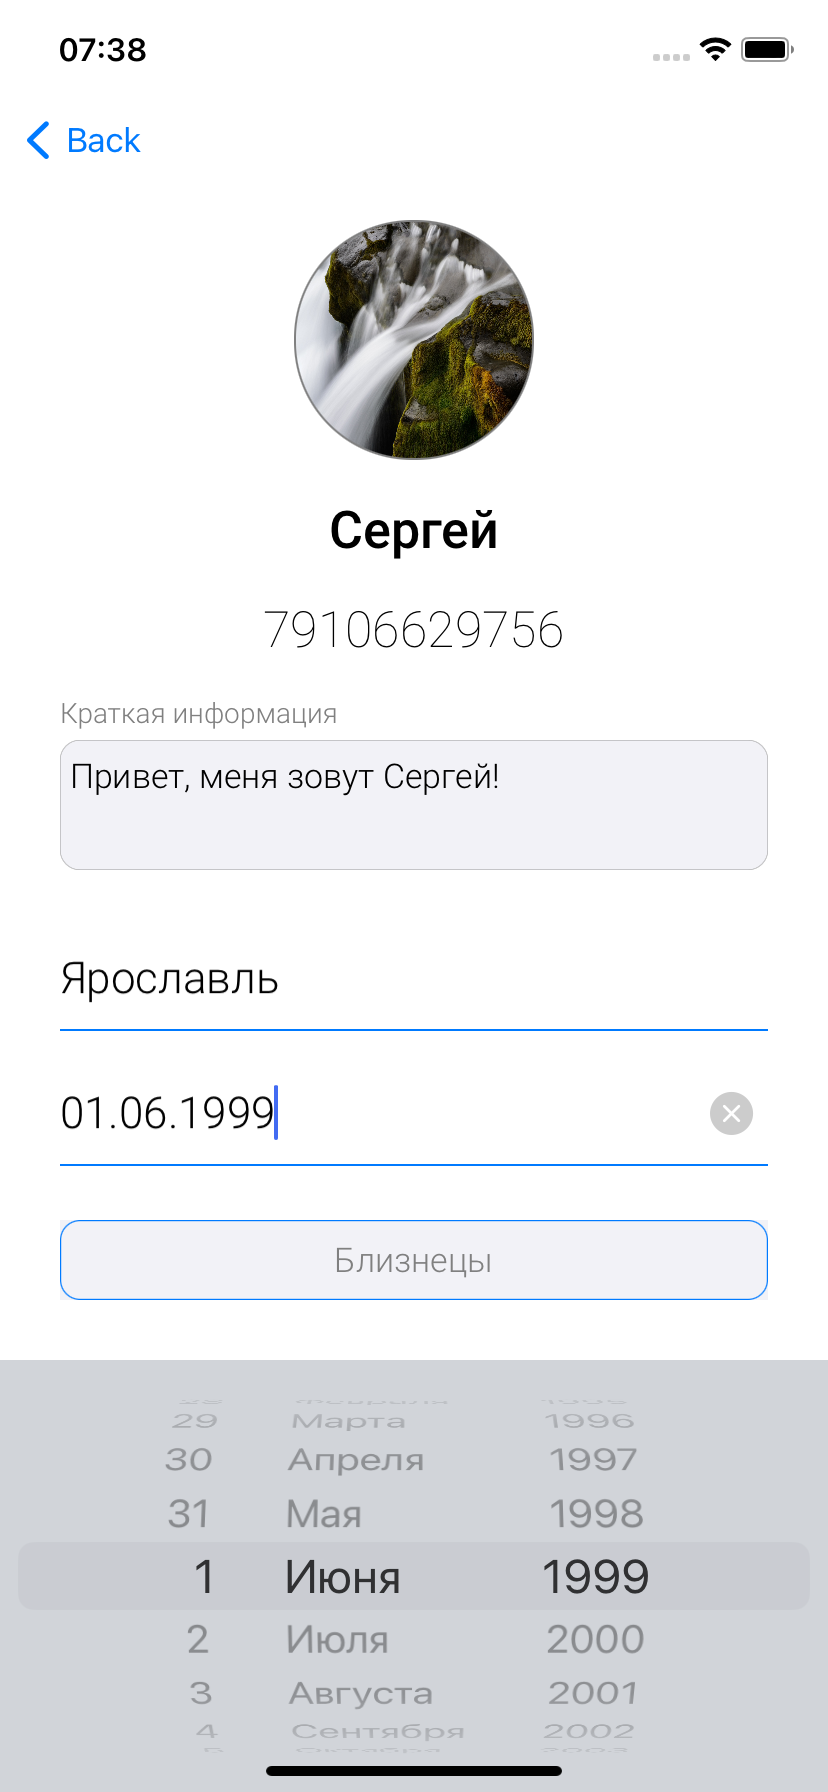 07:38
Back
Сергей
79106629756
Краткая информация
Привет, меня зовут Сергей!
Ярославль
01.06.1999
Близнецы
29 Марта 1996
30 Апреля 1997
31 Мая 1998
1 Июня 1999
2 Июля 2000
3 Августа 2001
4 Сентября 2002